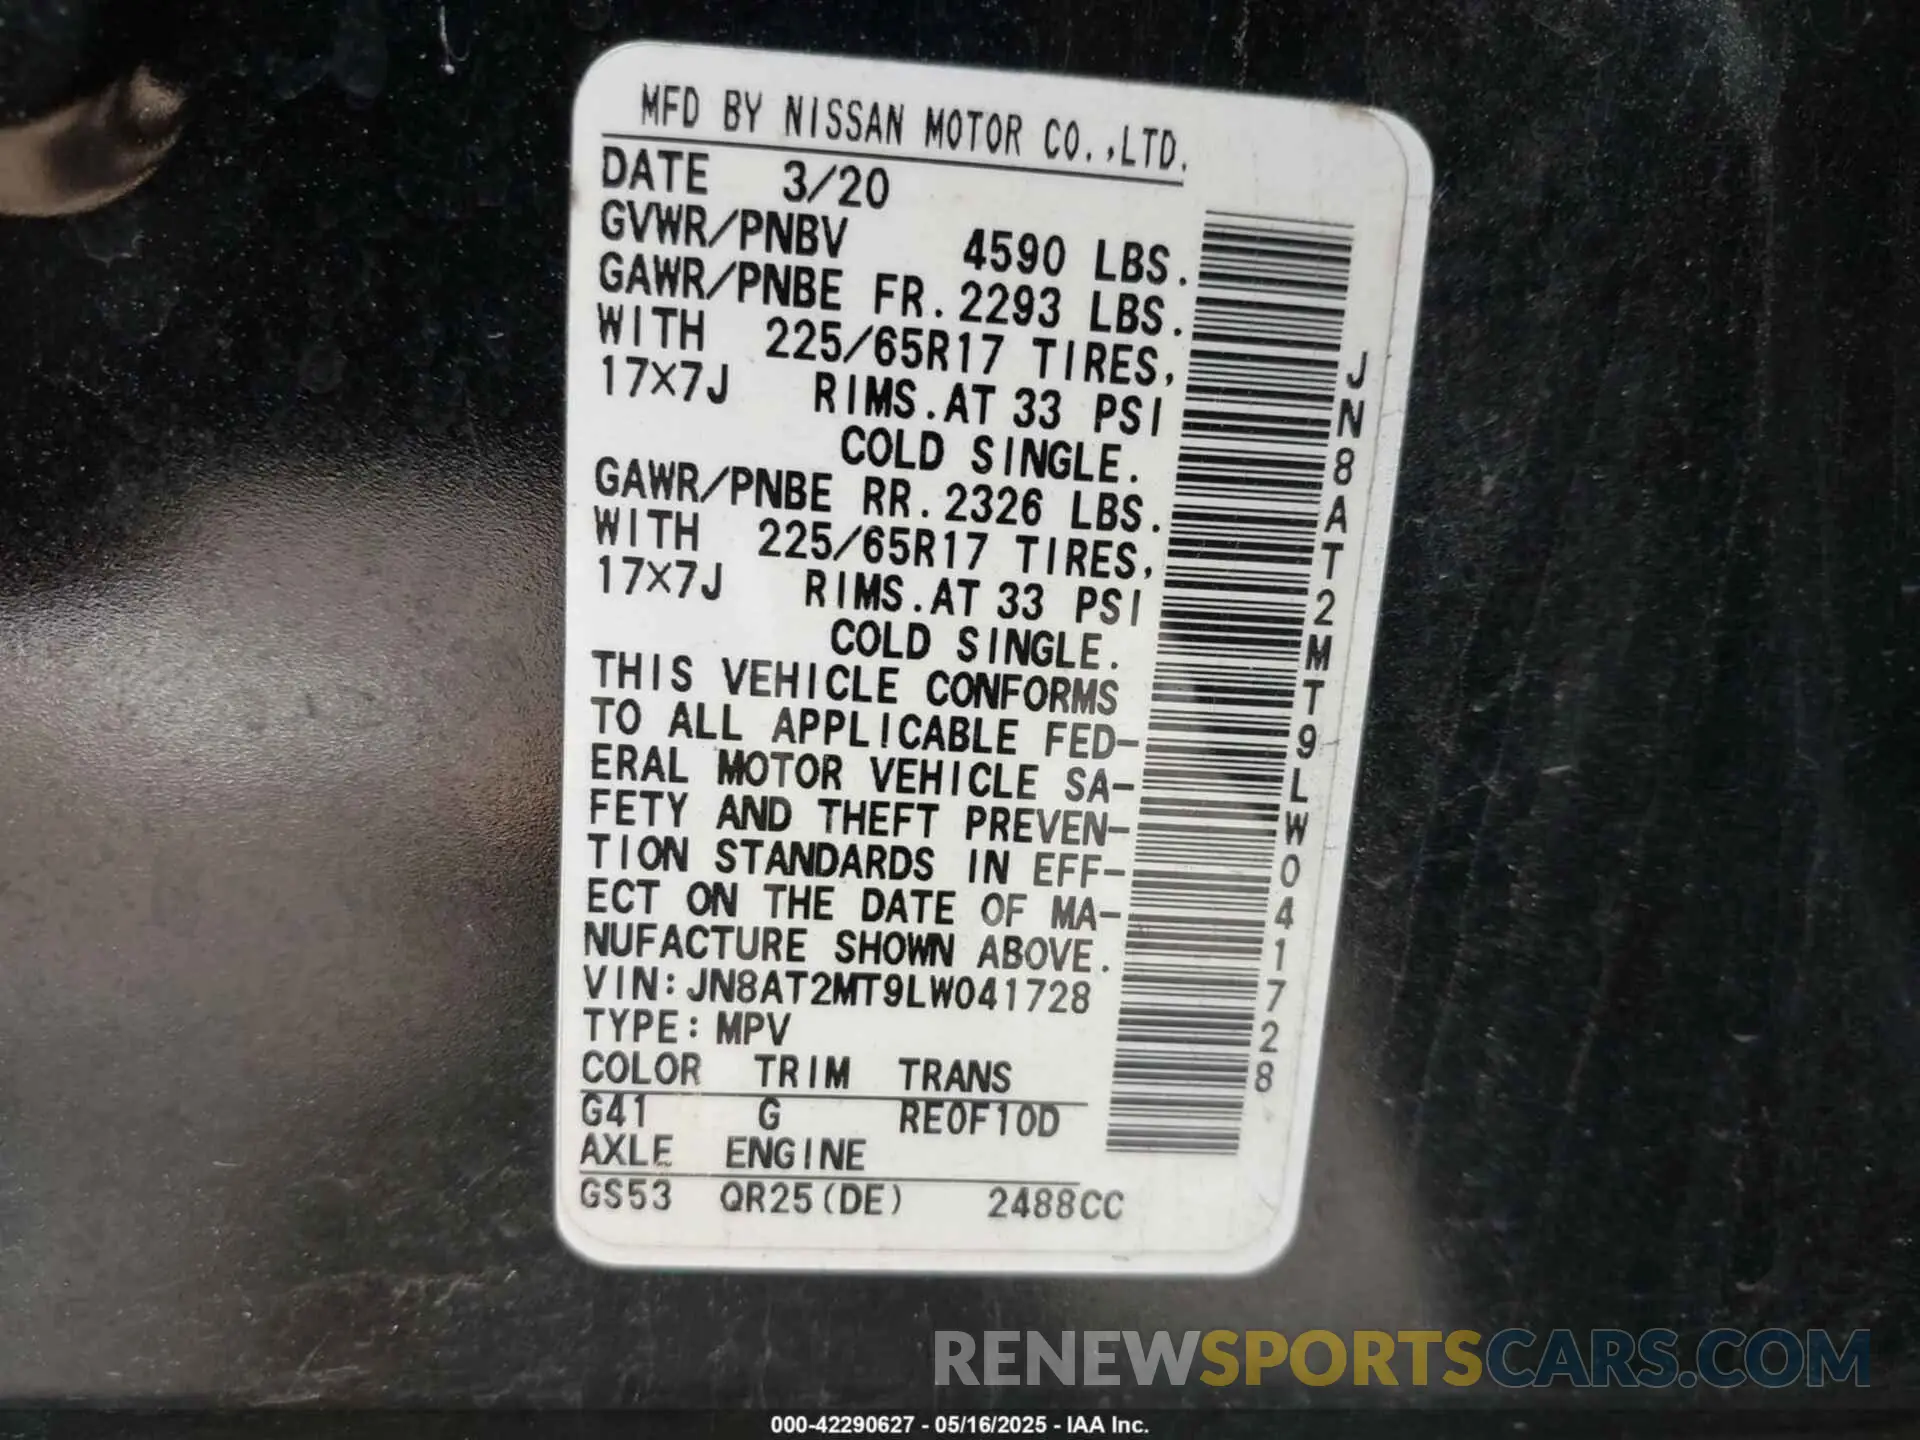 MFD BY NISSAN MOTOR CO.,LTD.
DATE 3/20
GVWR/PNBV 4590 LBS.
GAWR/PNBE FR. 2293 LBS.
WITH 225/65R17 TIRES,
17X7J RIMS. AT 33 PSI
COLD SINGLE.
GAWR/PNBE RR. 2326 LBS.
WITH 225/65R17 TIRES,
17X7J RIMS. AT 33 PSI
COLD SINGLE.
THIS VEHICLE CONFORMS
TO ALL APPLICABLE FED-
ERAL MOTOR VEHICLE SA-
FETY AND THEFT PREVEN-
TION STANDARDS IN EFF-
ECT ON THE DATE OF MA-
NUFACTURE SHOWN ABOVE.
VIN: JN8AT2MT9LW041728
TYPE: MPV
COLOR TRIM TRANS
G41 G RE0F10D
AXLE ENGINE
GS53 QR25(DE) 2488CC
JN8AT2MT9LW041728
RENEWSPORTSCARS.COM
000-42290627 - 05/16/2025 - IAA Inc.